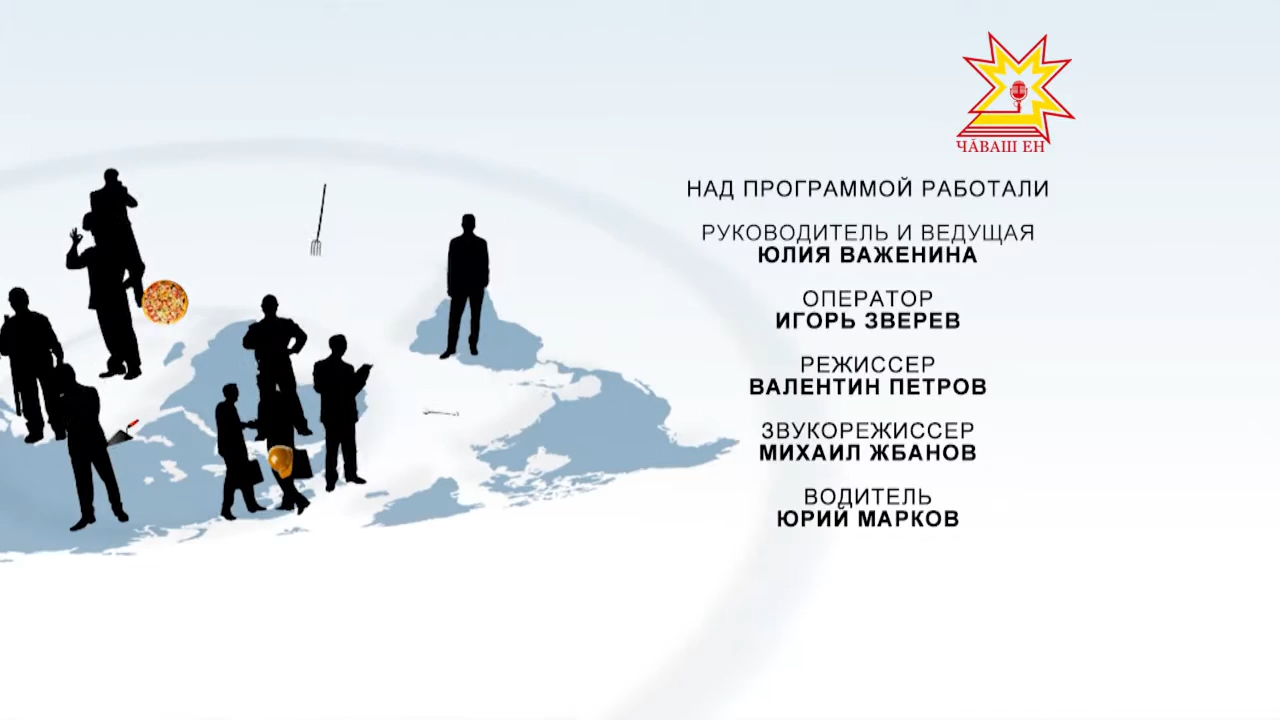 ЧӐВАШ ЕН
НАД ПРОГРАММОЙ РАБОТАЛИ
РУКОВОДИТЕЛЬ И ВЕДУЩАЯ
ЮЛИЯ ВАЖЕНИНА
ОПЕРАТОР
ИГОРЬ ЗВЕРЕВ
РЕЖИССЕР
ВАЛЕНТИН ПЕТРОВ
ЗВУКОРЕЖИССЕР
МИХАИЛ ЖБАНОВ
ВОДИТЕЛЬ
ЮРИЙ МАРКОВ